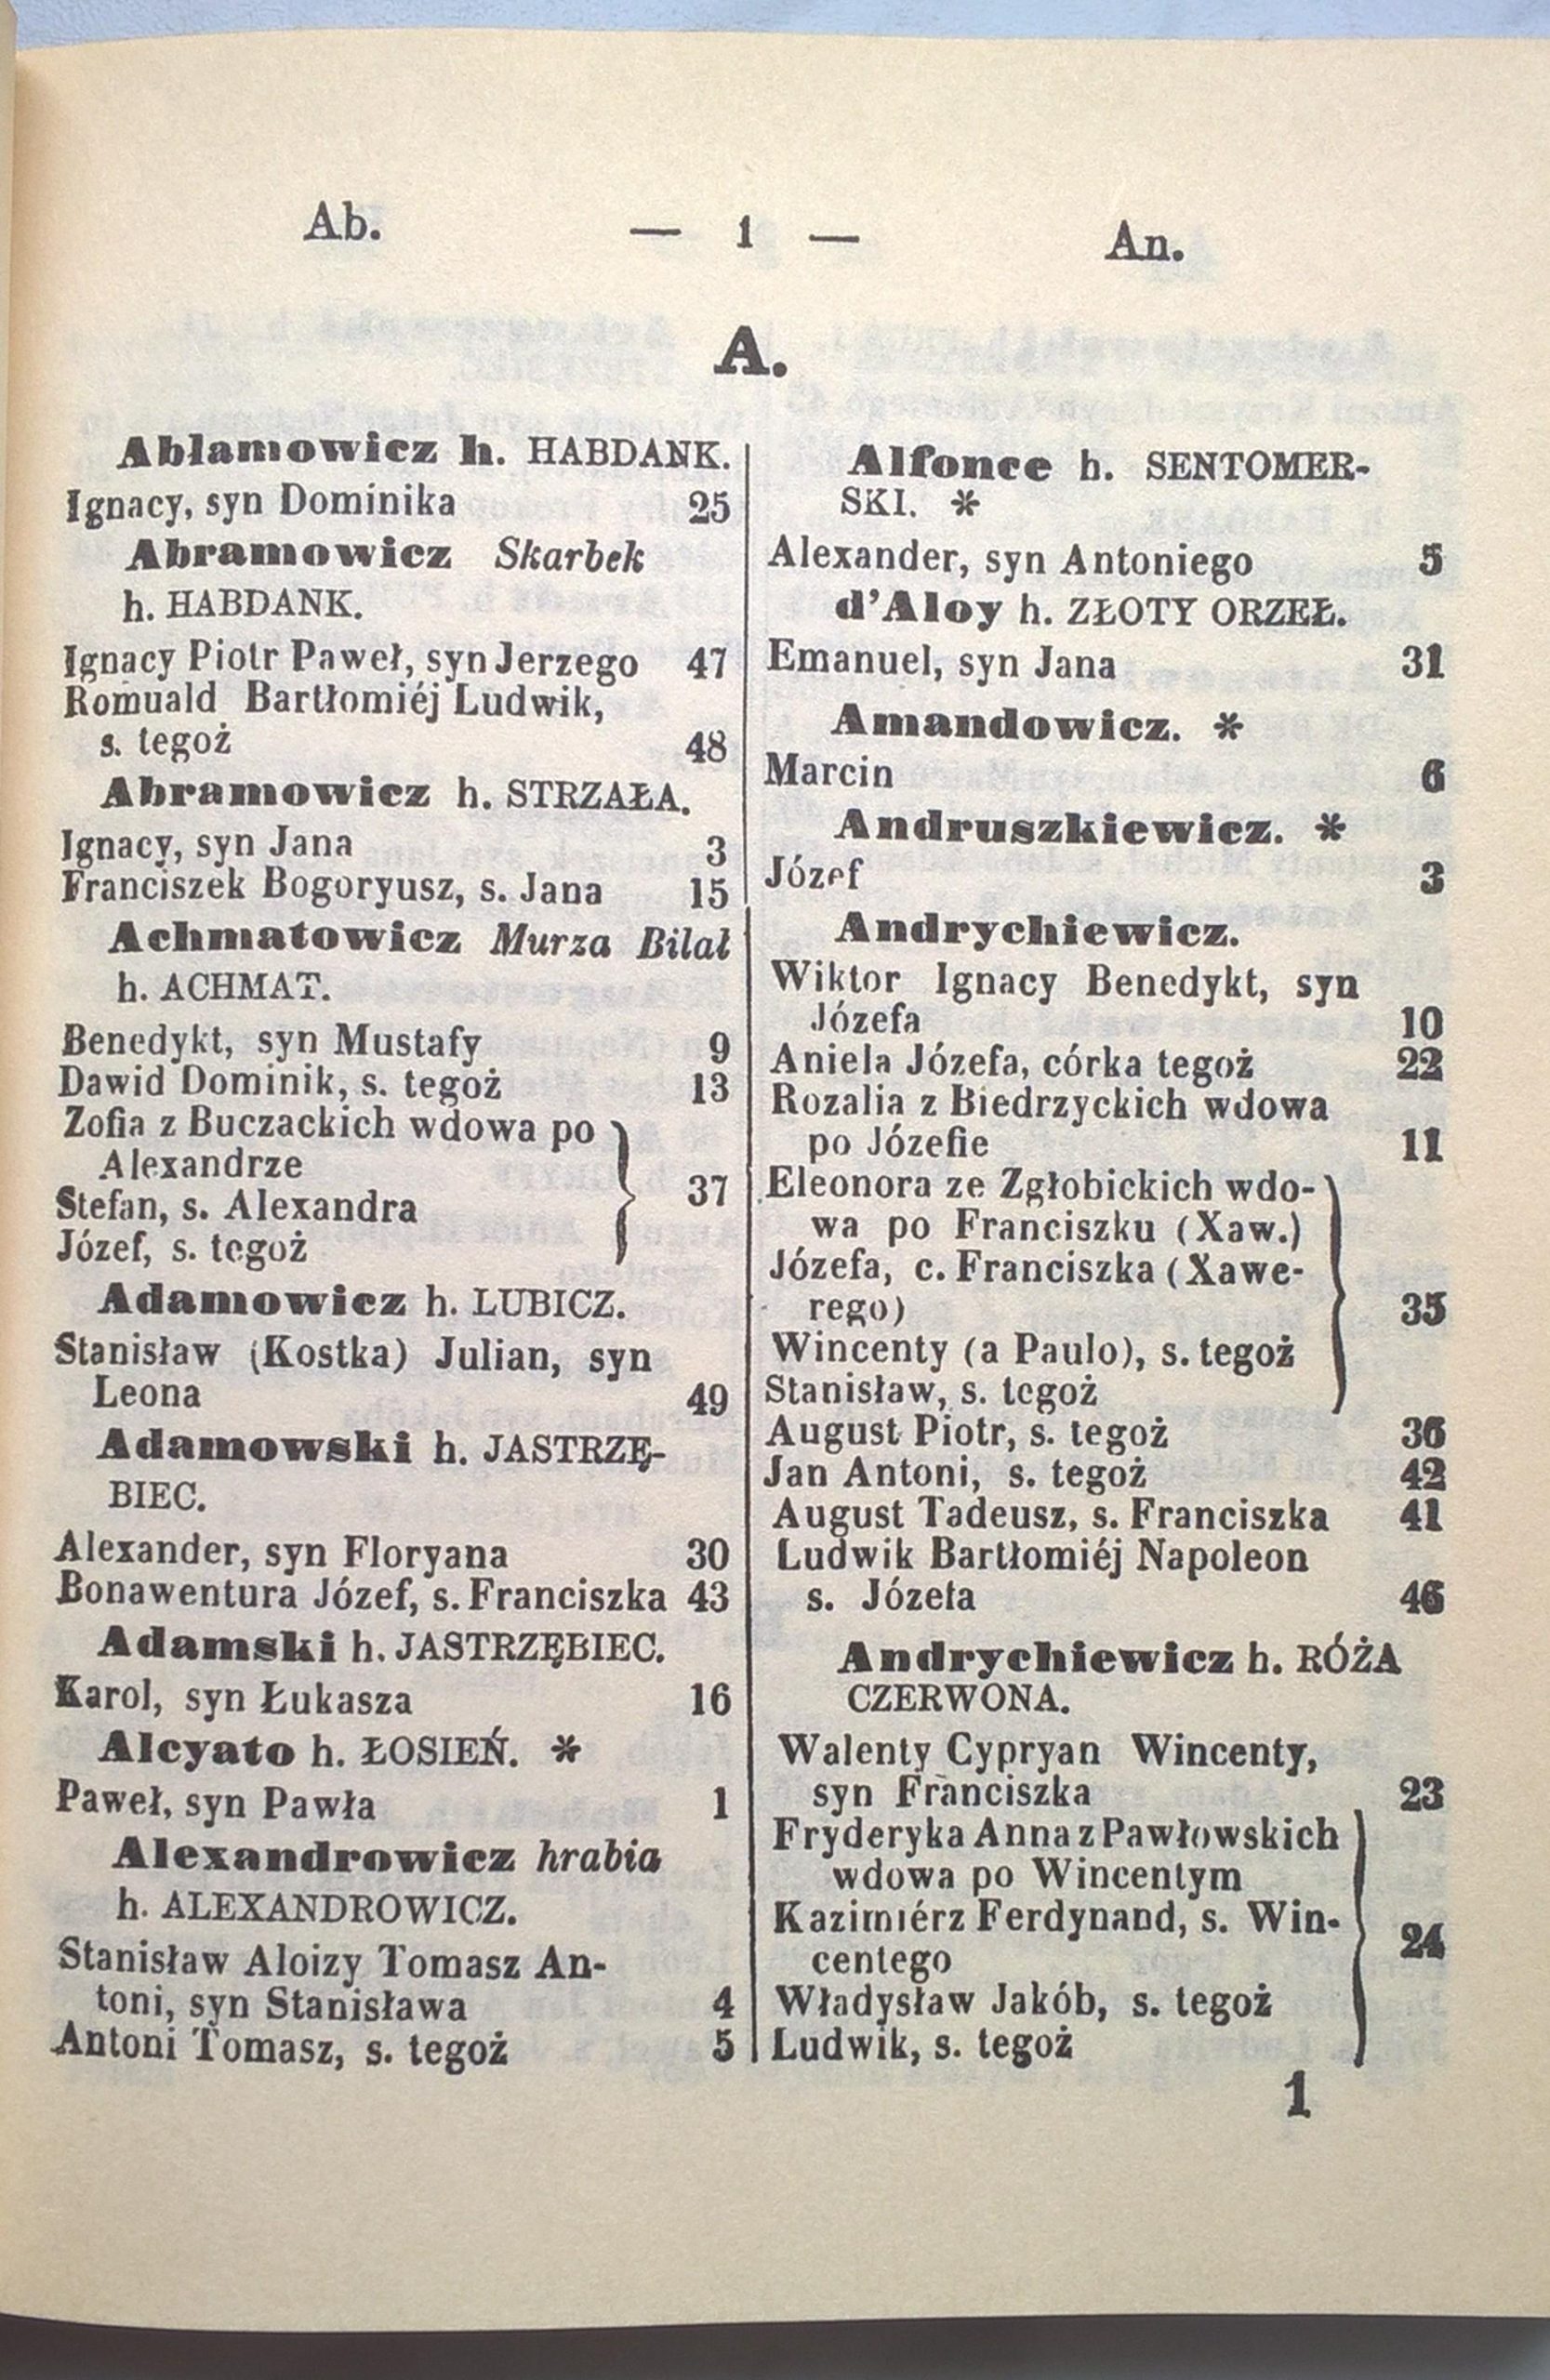 Ab. — 1 — An.
A.
Abłamowicz h. HABDANK.
Ignacy, syn Dominika 25
Abramowicz Skarbek
h. HABDANK.
Ignacy Piotr Paweł, syn Jerzego 47
Romuald Bartłomiéj Ludwik,
s. tegoż 48
Abramowicz h. STRZAŁA.
Ignacy, syn Jana 3
Franciszek Bogoryusz, s. Jana 15
Achmatowicz Murza Bilal
h. ACHMAT.
Benedykt, syn Mustafy 9
Dawid Dominik, s. tegoż 13
Zofia z Buczackich wdowa po
Alexandrze
Stefan, s. Alexandra 37
Józef, s. tegoż
Adamowicz h. LUBICZ.
Stanisław (Kostka) Julian, syn
Leona 49
Adamowski h. JASTRZĘ-
BIEC.
Alexander, syn Floryana 30
Bonawentura Józef, s. Franciszka 43
Adamski h. JASTRZĘBIEC.
Karol, syn Łukasza 16
Alcyato h. ŁOSIEŃ. *
Paweł, syn Pawła 1
Alexandrowicz hrabia
h. ALEXANDROWICZ.
Stanisław Aloizy Tomasz An-
toni, syn Stanisława 4
Antoni Tomasz, s. tegoż 5
Alfonce h. SENTOMER-
SKI. *
Alexander, syn Antoniego 5
d'Aloy h. ZŁOTY ORZEŁ.
Emanuel, syn Jana 31
Amandowicz. *
Marcin 6
Andruszkiewicz. *
Józef 3
Andrychiewicz.
Wiktor Ignacy Benedykt, syn
Józefa 10
Aniela Józefa, córka tegoż 22
Rozalia z Biedrzyckich wdowa
po Józefie 11
Eleonora ze Zgłobickich wdo-
wa po Franciszku (Xaw.)
Józefa, c. Franciszka (Xawe-
rego) 35
Wincenty (a Paulo), s. tegoż
Stanisław, s. tegoż
August Piotr, s. tegoż 36
Jan Antoni, s. tegoż 42
August Tadeusz, s. Franciszka 41
Ludwik Bartłomiéj Napoleon
s. Józefa 46
Andrychiewicz h. RÓŻA
CZERWONA.
Walenty Cypryan Wincenty,
syn Franciszka 23
Fryderyka Anna z Pawłowskich
wdowa po Wincentym
Kazimiérz Ferdynand, s. Win-
centego 24
Władysław Jakób, s. tegoż
Ludwik, s. tegoż
1